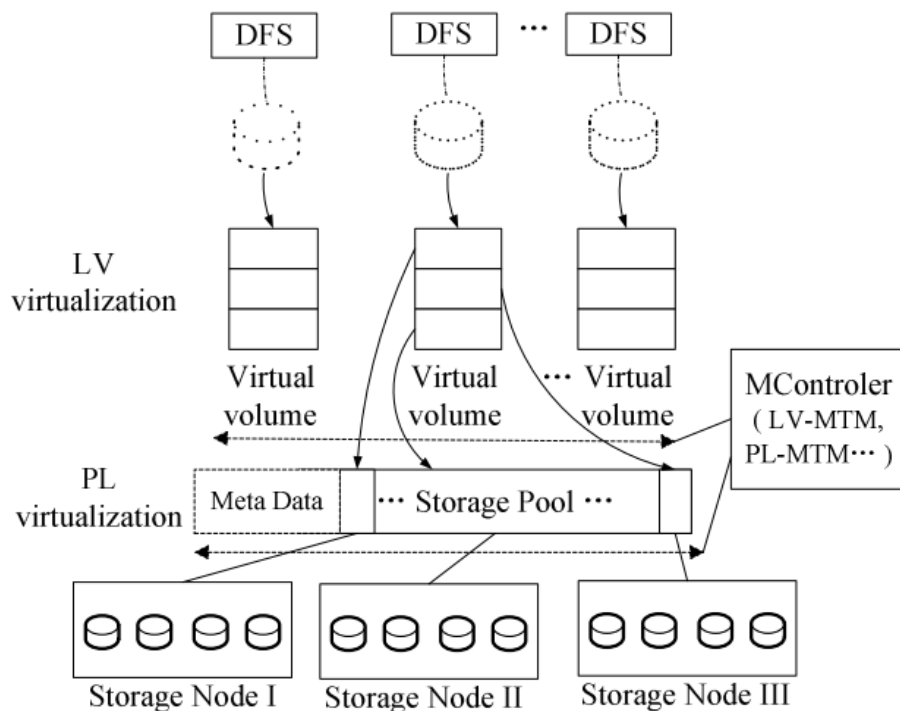 DFS DFS ··· DFS
LV
virtualization
Virtual
volume
Virtual
volume
··· Virtual
volume
MControler
( LV-MTM,
PL-MTM··· )
PL
virtualization
Meta Data ··· Storage Pool ···
Storage Node I
Storage Node II
Storage Node III